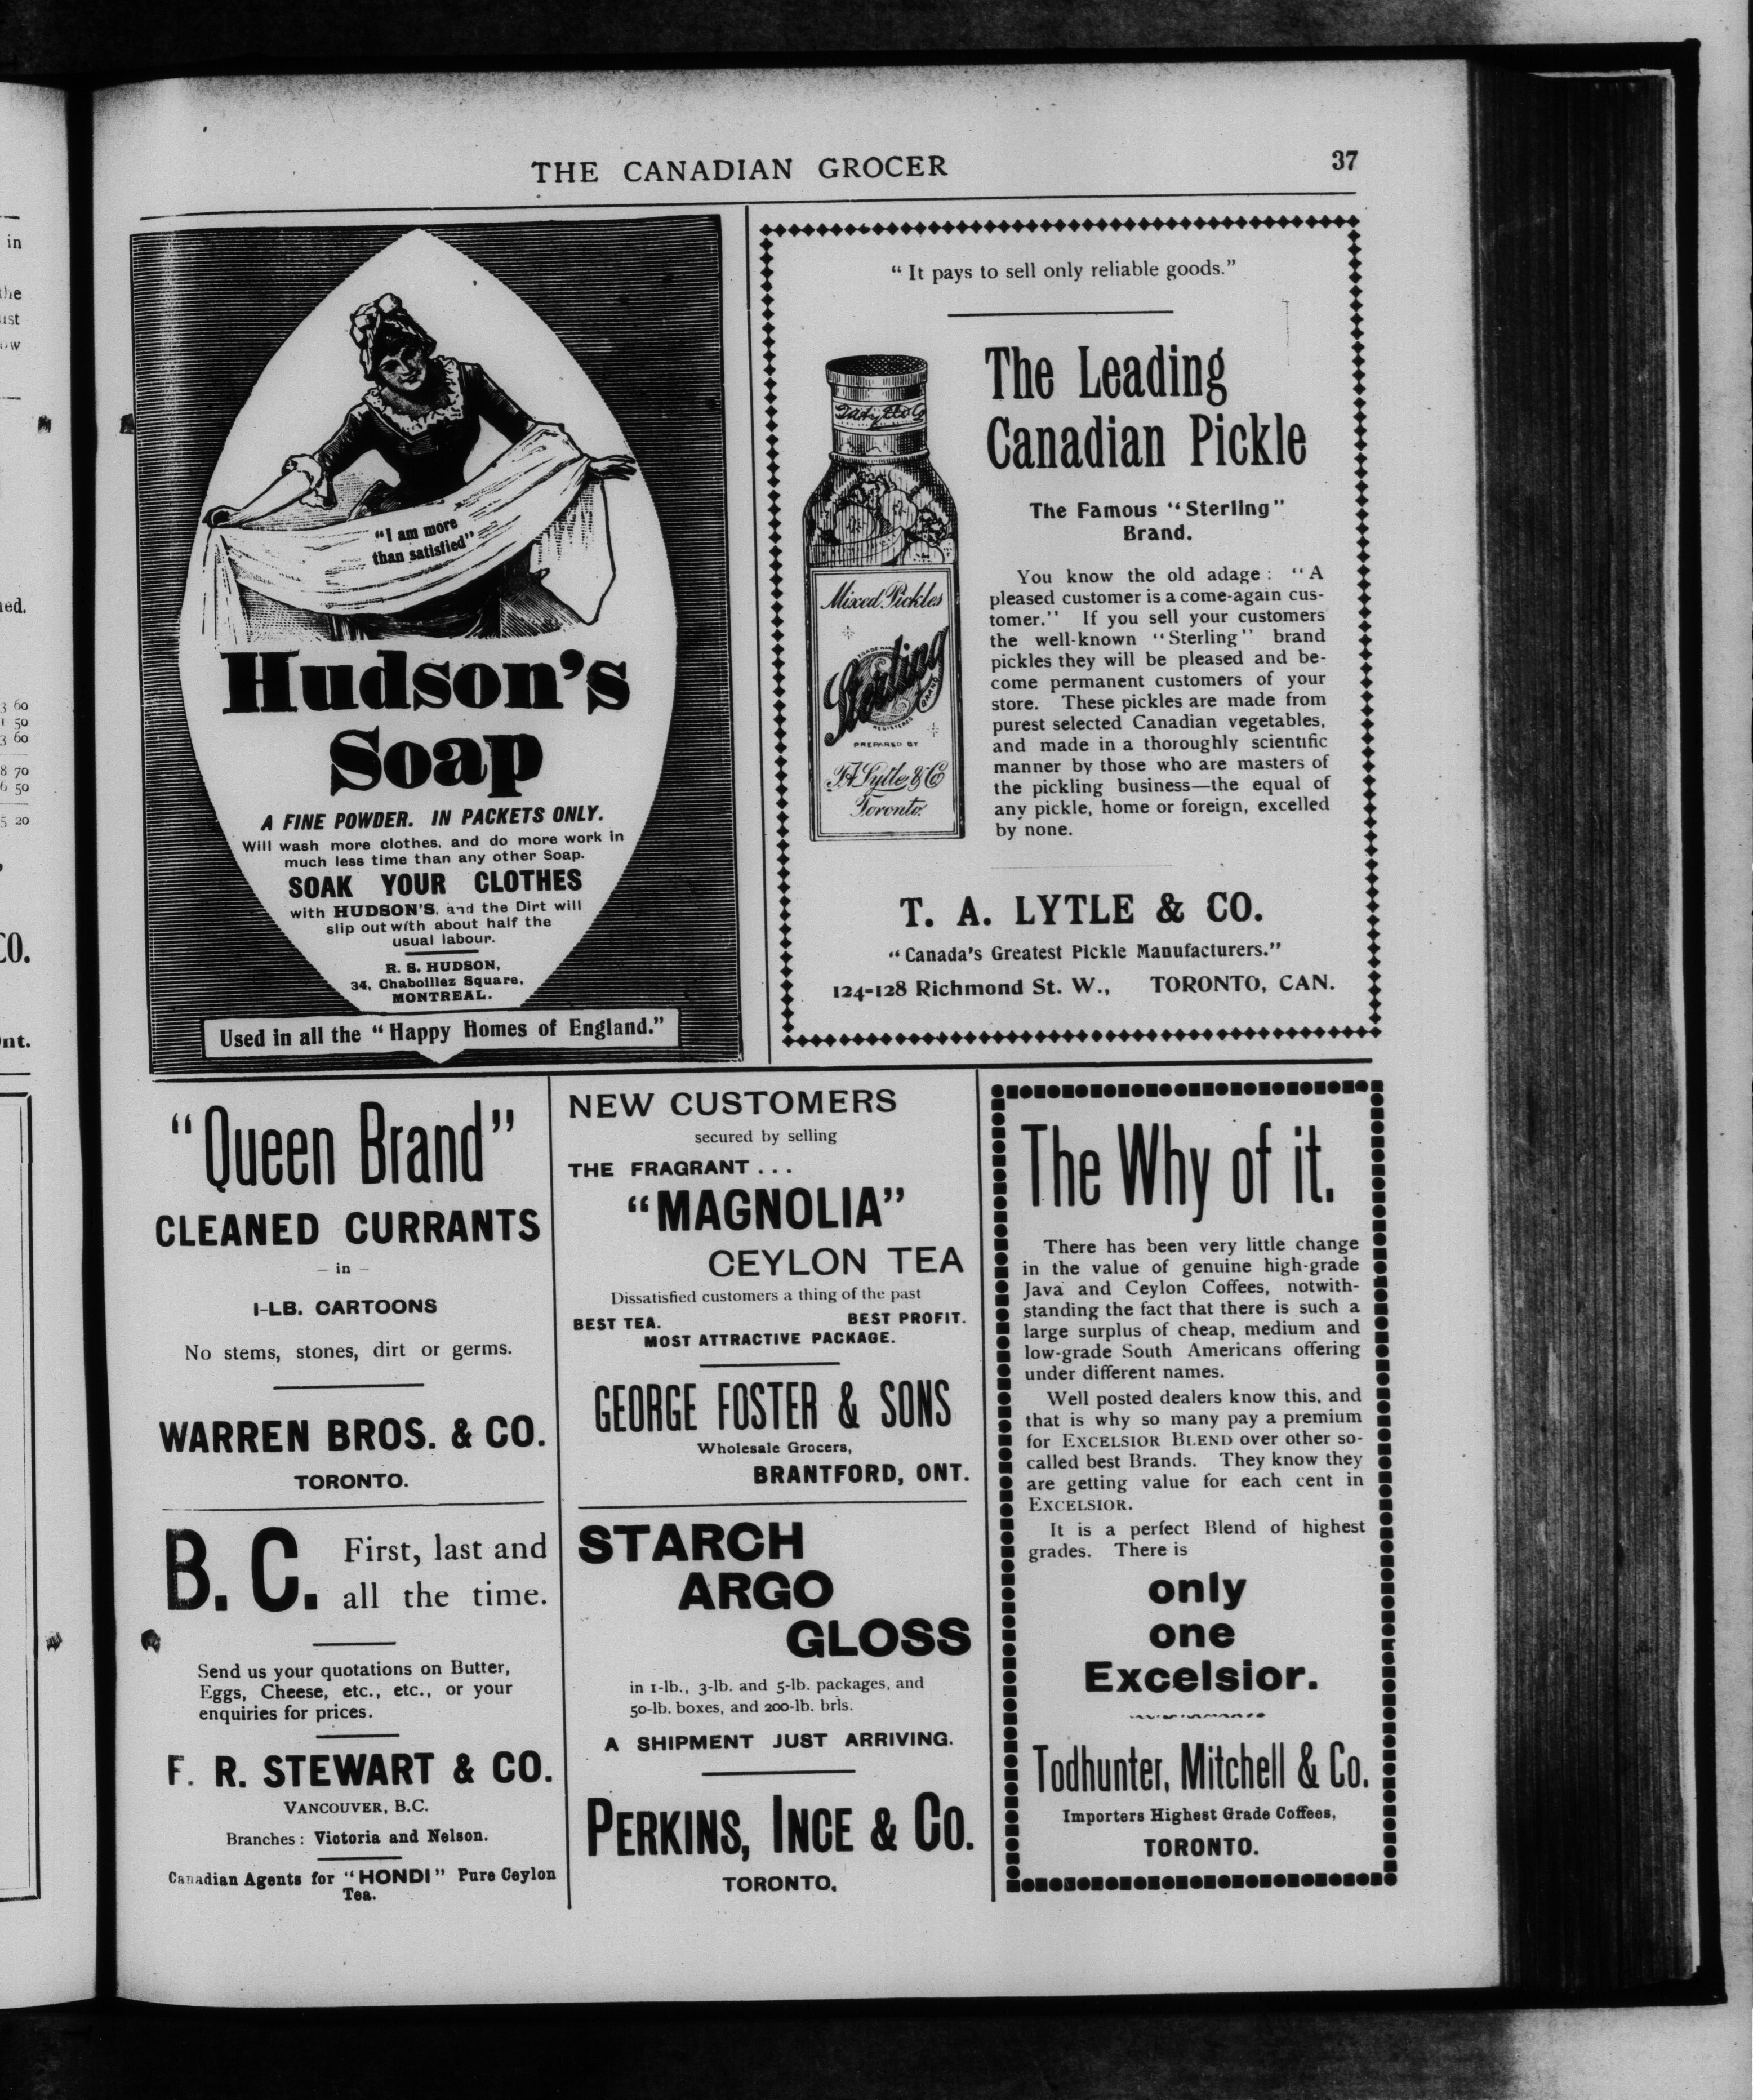 THE CANADIAN GROCER
37
"I am more
than satisfied"
Hudson's
Soap
A FINE POWDER. IN PACKETS ONLY.
Will wash more clothes, and do more work in
much less time than any other Soap.
SOAK YOUR CLOTHES
with HUDSON'S, and the Dirt will
slip out with about half the
usual labour.
R. S. HUDSON,
34, Chaboillez Square,
MONTREAL.
Used in all the "Happy Homes of England."
"It pays to sell only reliable goods."
The Leading
Canadian Pickle
The Famous "Sterling"
Brand.
Mixed Pickles
TRADE MARK
Sterling
BRAND
REGISTERED
PREPARED BY
T A Lytle & Co
Toronto.
You know the old adage: "A
pleased customer is a come-again cus-
tomer." If you sell your customers
the well-known "Sterling" brand
pickles they will be pleased and be-
come permanent customers of your
store. These pickles are made from
purest selected Canadian vegetables,
and made in a thoroughly scientific
manner by those who are masters of
the pickling business—the equal of
any pickle, home or foreign, excelled
by none.
T. A. LYTLE & CO.
"Canada's Greatest Pickle Manufacturers."
124-128 Richmond St. W., TORONTO, CAN.
"Queen Brand"
CLEANED CURRANTS
– in –
1-LB. CARTOONS
No stems, stones, dirt or germs.
WARREN BROS. & CO.
TORONTO.
B. C. First, last and
all the time.
Send us your quotations on Butter,
Eggs, Cheese, etc., etc., or your
enquiries for prices.
F. R. STEWART & CO.
VANCOUVER, B.C.
Branches: Victoria and Nelson.
Canadian Agents for "HONDI" Pure Ceylon
Tea.
NEW CUSTOMERS
secured by selling
THE FRAGRANT . . .
"MAGNOLIA"
CEYLON TEA
Dissatisfied customers a thing of the past
BEST TEA. BEST PROFIT.
MOST ATTRACTIVE PACKAGE.
GEORGE FOSTER & SONS
Wholesale Grocers,
BRANTFORD, ONT.
STARCH
ARGO
GLOSS
in 1-lb., 3-lb. and 5-lb. packages, and
50-lb. boxes, and 200-lb. brls.
A SHIPMENT JUST ARRIVING.
PERKINS, INCE & CO.
TORONTO.
The Why of it.
There has been very little change
in the value of genuine high-grade
Java and Ceylon Coffees, notwith-
standing the fact that there is such a
large surplus of cheap, medium and
low-grade South Americans offering
under different names.
Well posted dealers know this, and
that is why so many pay a premium
for EXCELSIOR BLEND over other so-
called best Brands. They know they
are getting value for each cent in
EXCELSIOR.
It is a perfect Blend of highest
grades. There is
only
one
Excelsior.
Todhunter, Mitchell & Co.
Importers Highest Grade Coffees,
TORONTO.